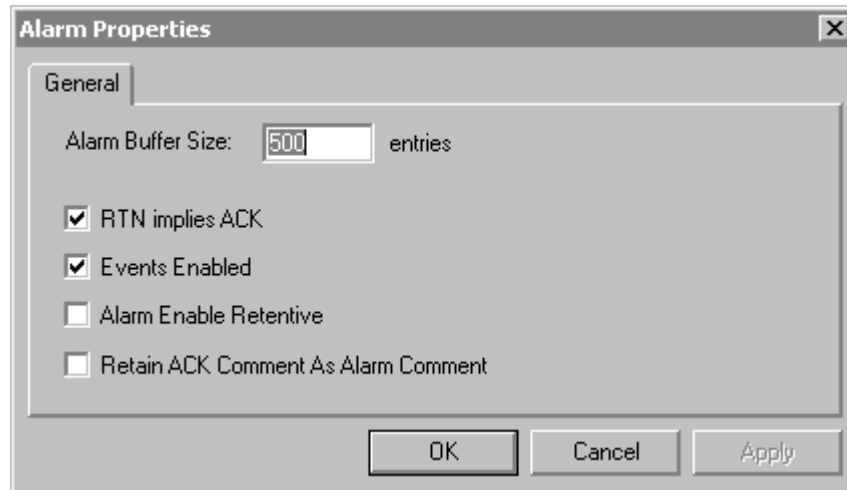 Alarm Properties
General
Alarm Buffer Size: 500 entries
RTN implies ACK
Events Enabled
Alarm Enable Retentive
Retain ACK Comment As Alarm Comment
OK Cancel Apply